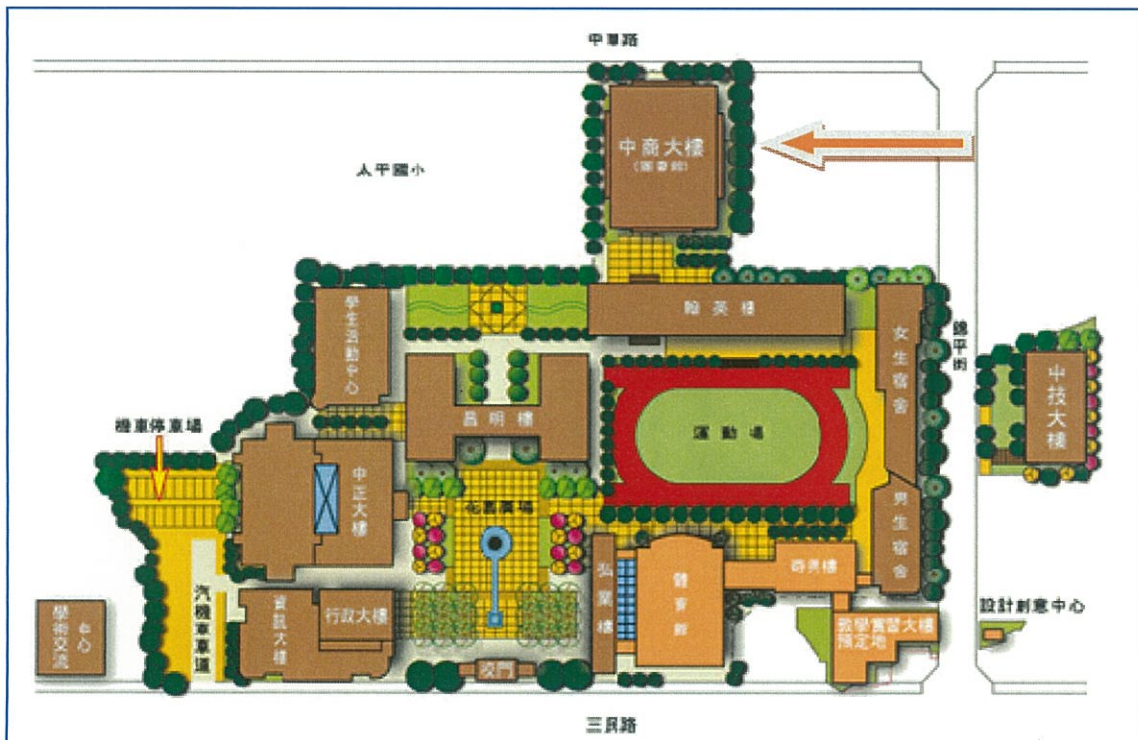 中華路
中商大樓
(圖書館)
太平國小
學生活動中心
翰英樓
女生宿舍
錦平街
中技大樓
昌明樓
運動場
機車停車場
中正大樓
花園廣場
男生宿舍
弘業樓
體育館
奇秀樓
學術交流
中心
汽機車車道
資訊大樓
行政大樓
校門
教學實習大樓
預定地
設計創意中心
三民路